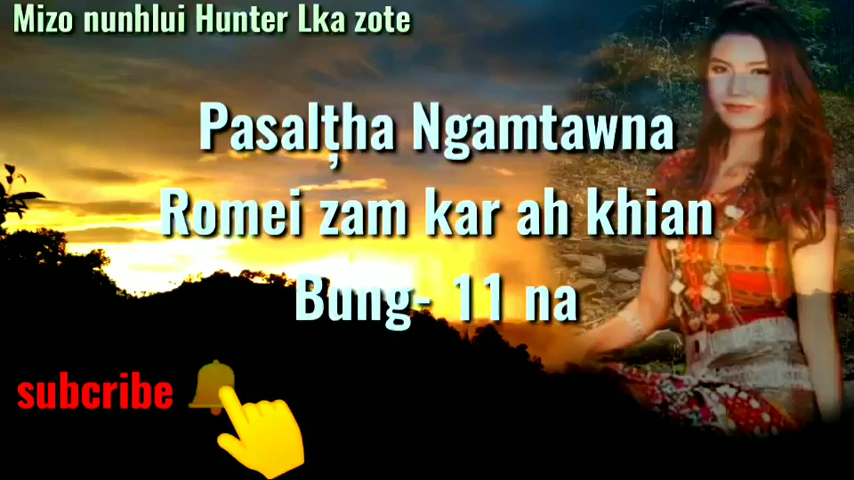 Mizo nunhlui Hunter Lka zote
Pasalṭha Ngamtawna
Romei zam kar ah khian
Bung- 11 na
subcribe